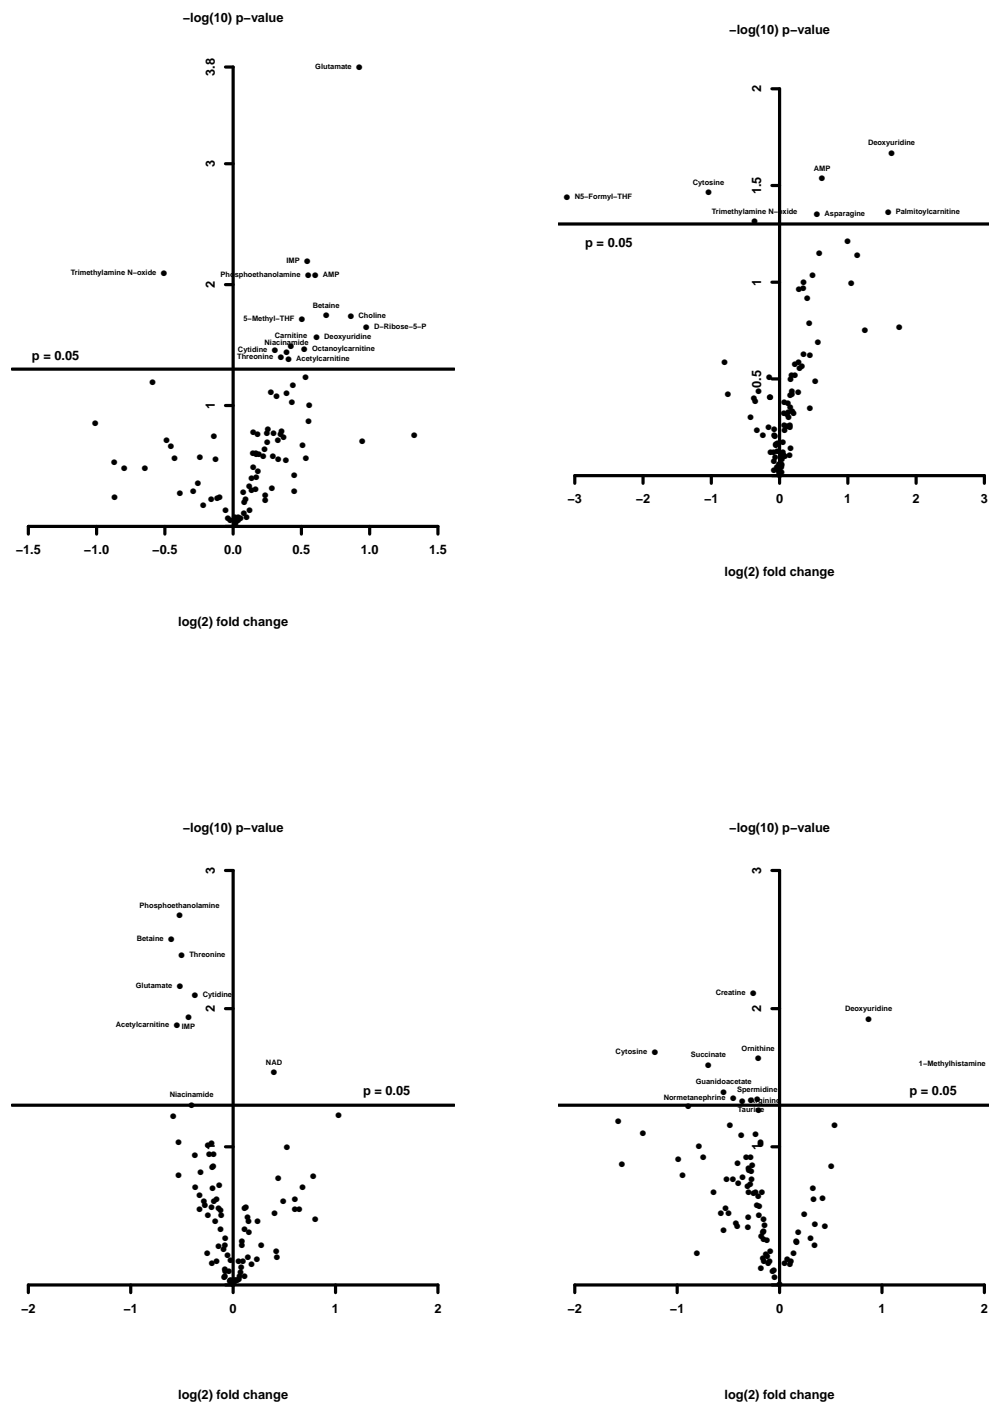 −log(10) p−value
3.8
Glutamate
3
IMP
Trimethylamine N−oxide
Phosphoethanolamine
AMP
2
Betaine
Choline
5−Methyl−THF
D−Ribose−5−P
Carnitine
Deoxyuridine
Niacinamide
Cytidine
Octanoylcarnitine
Threonine
Acetylcarnitine
p = 0.05
1
−1.5
−1.0
−0.5
0.0
0.5
1.0
1.5
log(2) fold change
−log(10) p−value
2
Deoxyuridine
AMP
1.5
Cytosine
N5−Formyl−THF
Trimethylamine N−oxide
Asparagine
Palmitoylcarnitine
p = 0.05
1
0.5
−3
−2
−1
0
1
2
3
log(2) fold change
−log(10) p−value
3
Phosphoethanolamine
Betaine
Threonine
Glutamate
Cytidine
2
Acetylcarnitine
IMP
NAD
Niacinamide
p = 0.05
1
−2
−1
0
1
2
log(2) fold change
−log(10) p−value
3
Creatine
2
Deoxyuridine
Cytosine
Ornithine
Succinate
1−Methylhistamine
Guanidoacetate
Spermidine
p = 0.05
Normetanephrine
Arginine
Taurine
1
−2
−1
0
1
2
log(2) fold change